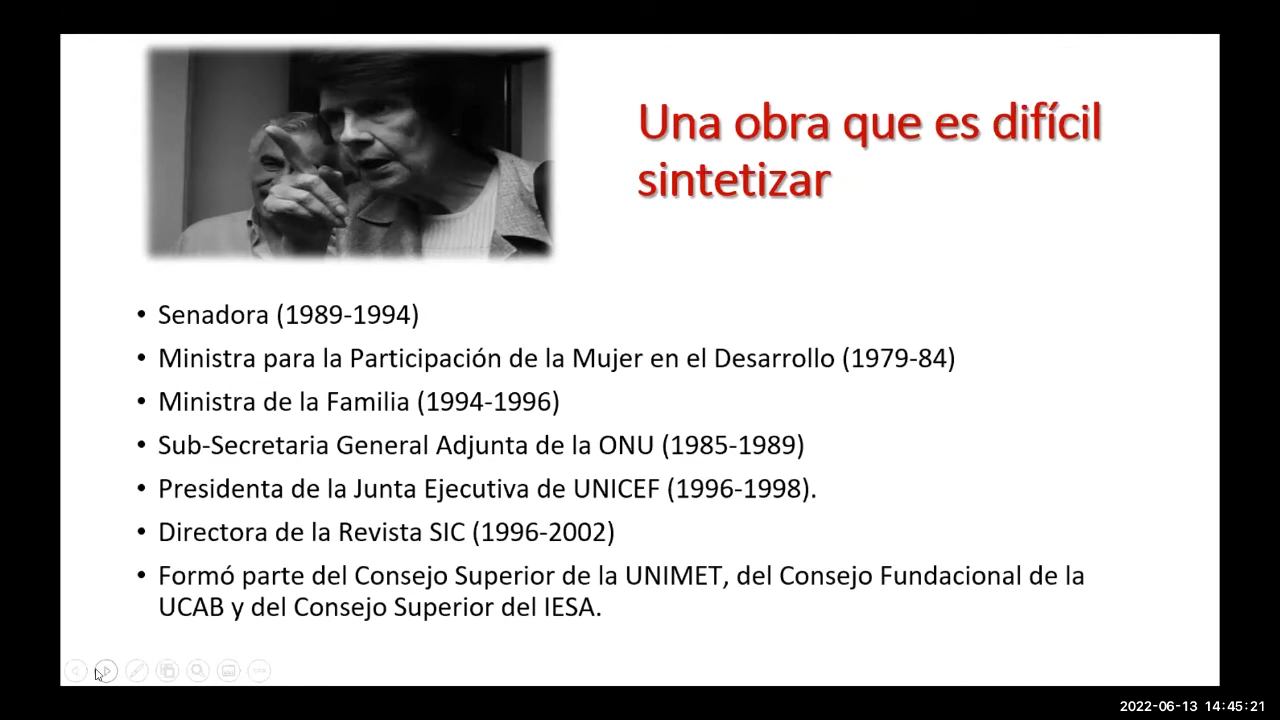 Una obra que es difícil
sintetizar
• Senadora (1989-1994)
• Ministra para la Participación de la Mujer en el Desarrollo (1979-84)
• Ministra de la Familia (1994-1996)
• Sub-Secretaria General Adjunta de la ONU (1985-1989)
• Presidenta de la Junta Ejecutiva de UNICEF (1996-1998).
• Directora de la Revista SIC (1996-2002)
• Formó parte del Consejo Superior de la UNIMET, del Consejo Fundacional de la
UCAB y del Consejo Superior del IESA.
2022-06-13 14:45:21